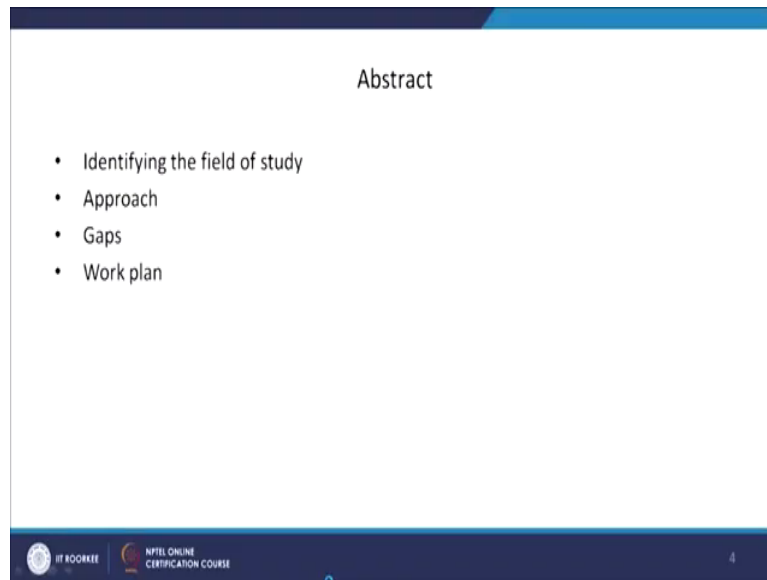 Abstract
• Identifying the field of study
• Approach
• Gaps
• Work plan
IIT ROORKEE
NPTEL ONLINE
CERTIFICATION COURSE
4